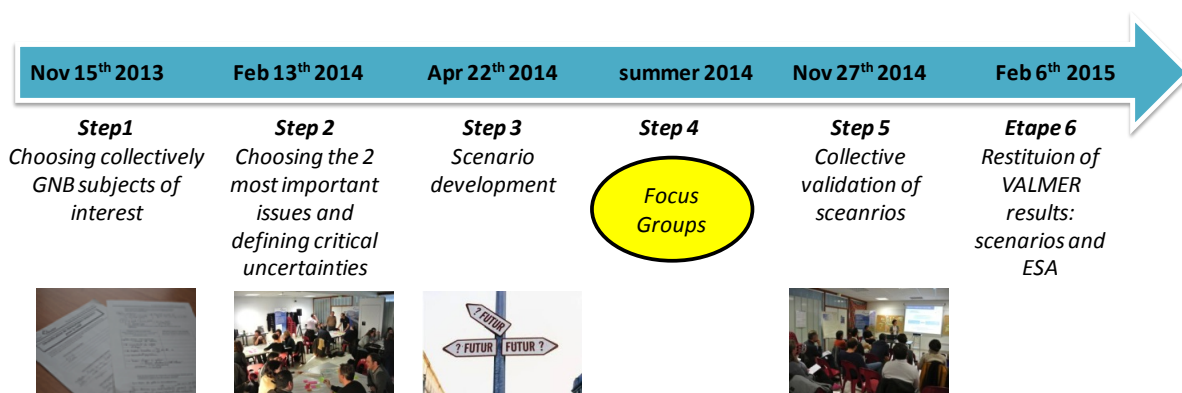 Nov 15th 2013
Feb 13th 2014
Apr 22th 2014
summer 2014
Nov 27th 2014
Feb 6th 2015
Step1
Choosing collectively
GNB subjects of
interest
Step 2
Choosing the 2
most important
issues and
defining critical
uncertainties
Step 3
Scenario
development
Step 4
Focus
Groups
Step 5
Collective
validation of
sceanrios
Etape 6
Restituion of
VALMER
results:
scenarios and
ESA
? FUTUR
? FUTUR
FUTUR ?